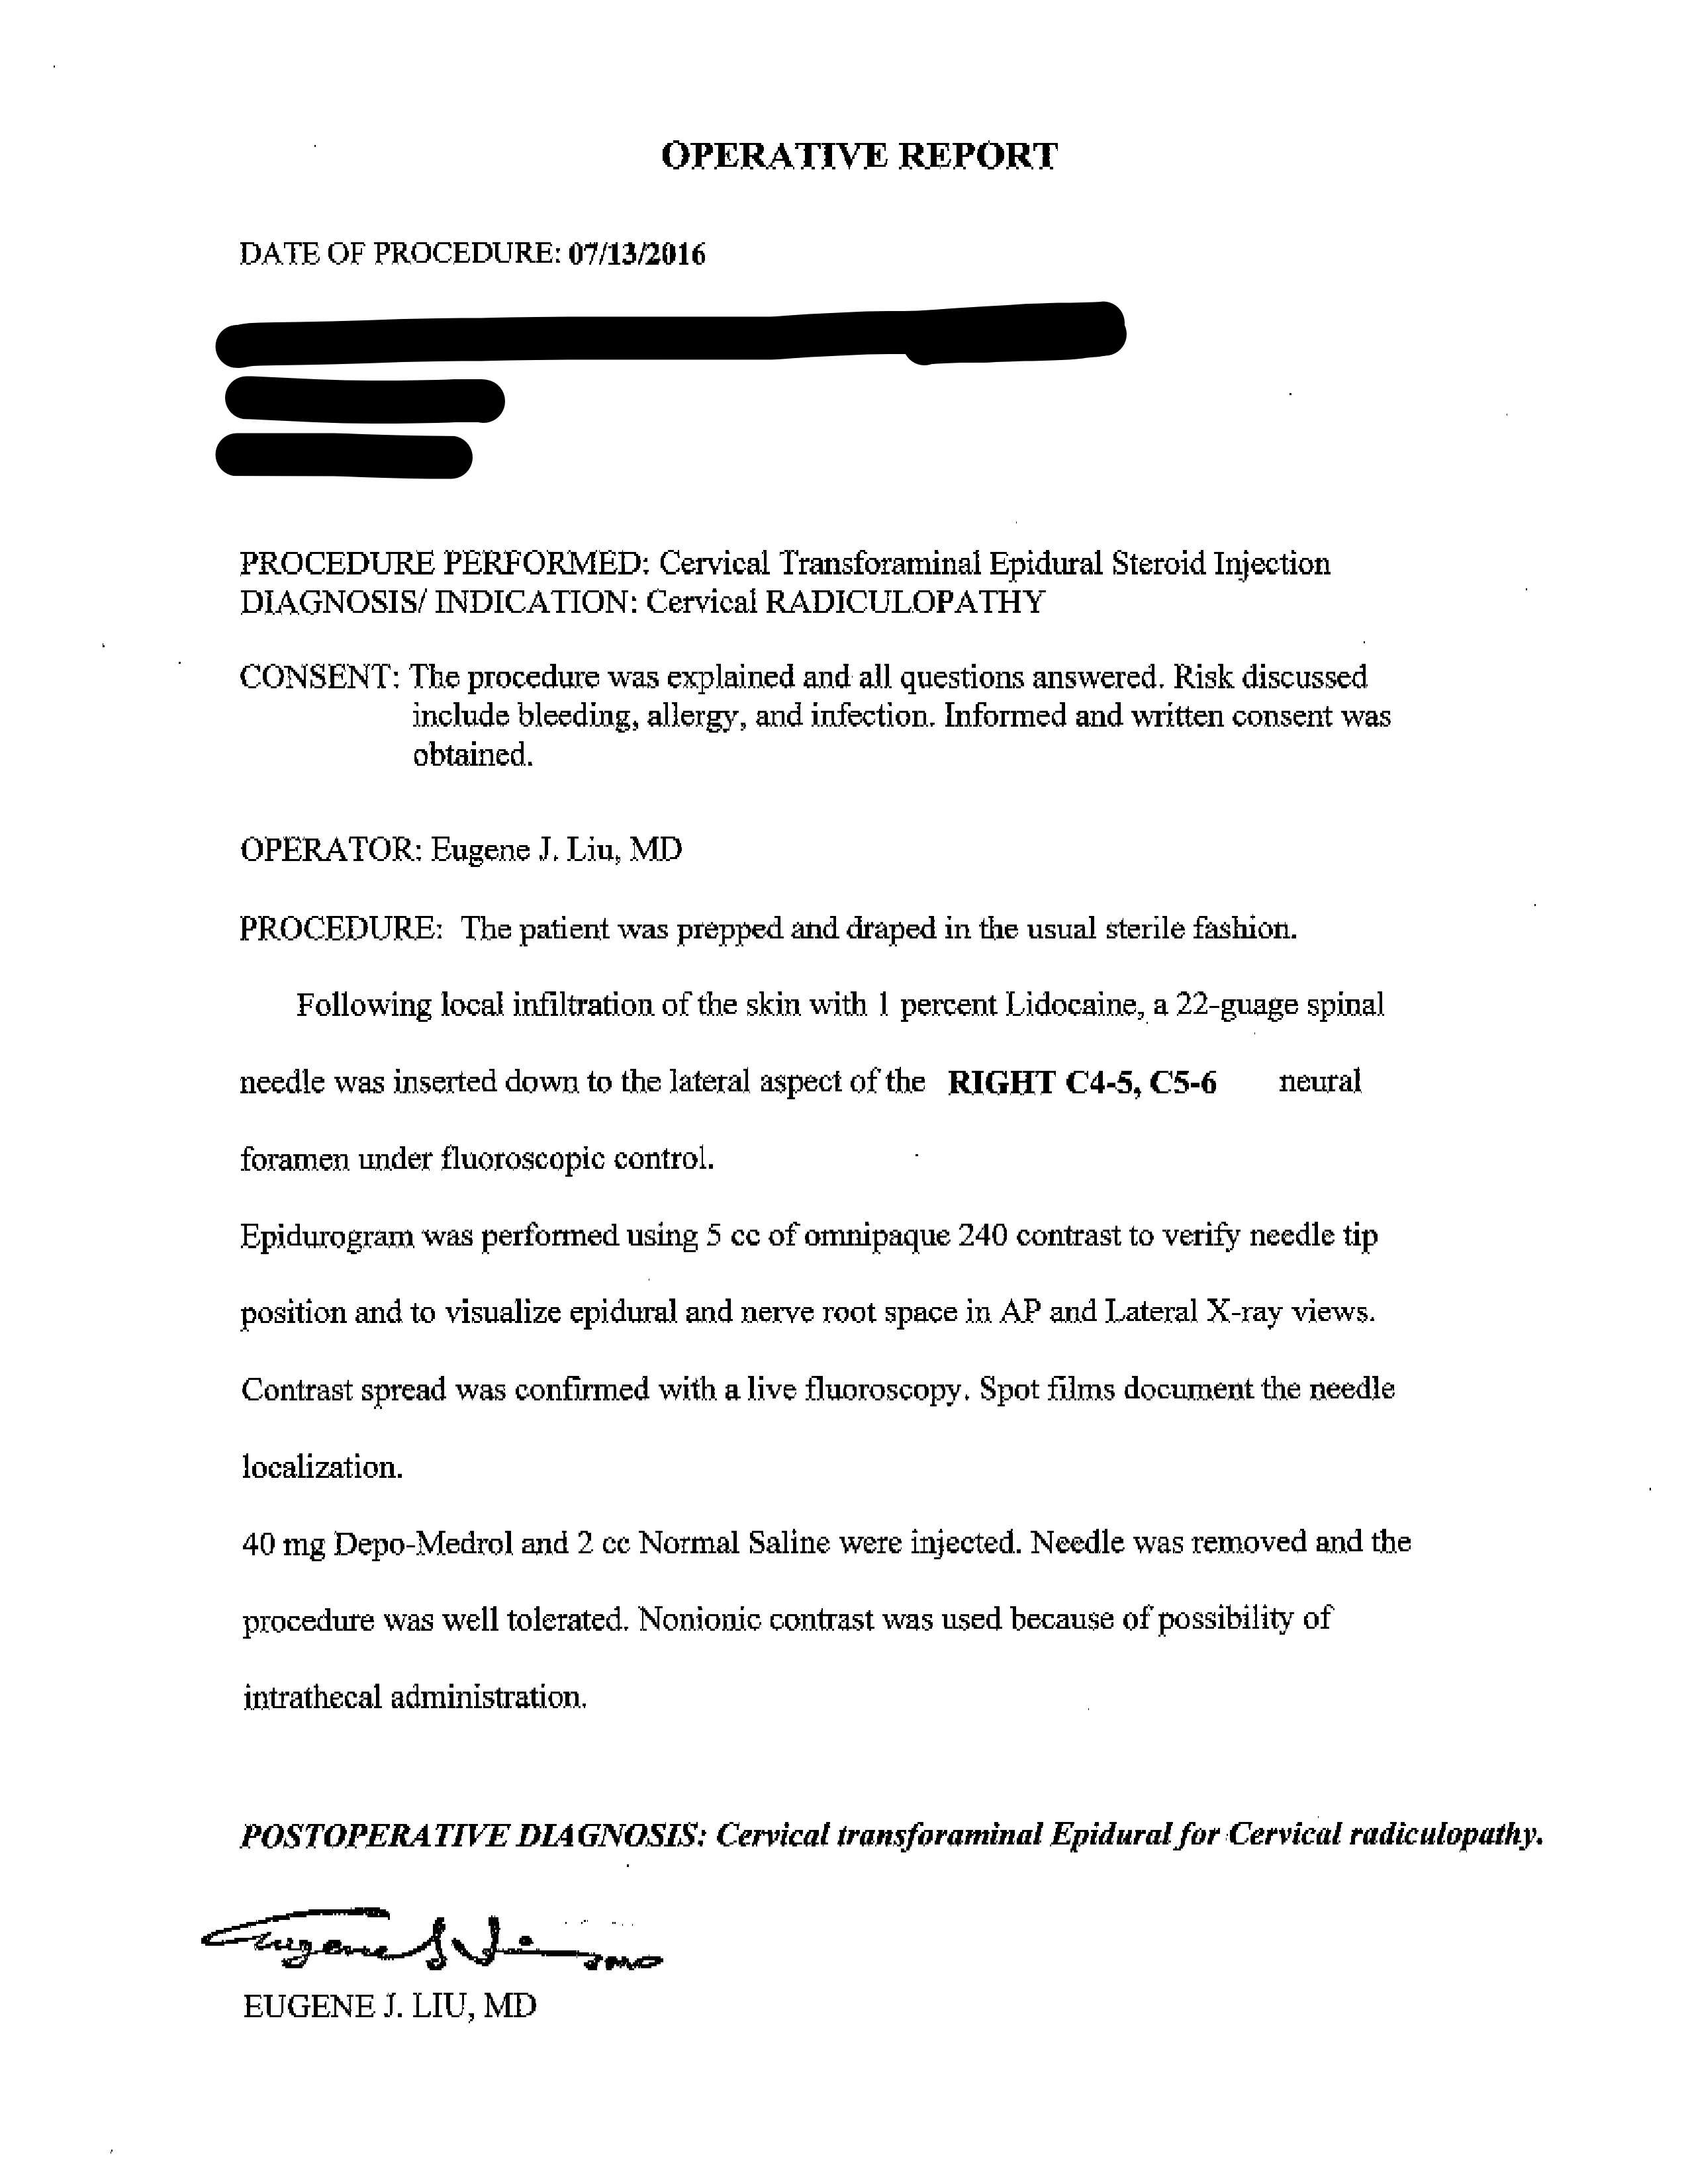 OPERATIVE REPORT
DATE OF PROCEDURE: 07/13/2016
PROCEDURE PERFORMED: Cervical Transforaminal Epidural Steroid Injection
DIAGNOSIS/ INDICATION: Cervical RADICULOPATHY
CONSENT: The procedure was explained and all questions answered. Risk discussed
include bleeding, allergy, and infection. Informed and written consent was
obtained.
OPERATOR: Eugene J. Liu, MD
PROCEDURE: The patient was prepped and draped in the usual sterile fashion.
Following local infiltration of the skin with 1 percent Lidocaine, a 22-guage spinal
needle was inserted down to the lateral aspect of the RIGHT C4-5, C5-6 neural
foramen under fluoroscopic control.
Epidurogram was performed using 5 cc of omnipaque 240 contrast to verify needle tip
position and to visualize epidural and nerve root space in AP and Lateral X-ray views.
Contrast spread was confirmed with a live fluoroscopy. Spot films document the needle
localization.
40 mg Depo-Medrol and 2 cc Normal Saline were injected. Needle was removed and the
procedure was well tolerated. Nonionic contrast was used because of possibility of
intrathecal administration.
POSTOPERATIVE DIAGNOSIS: Cervical transforaminal Epidural for Cervical radiculopathy.
Eugene J Liu MD
EUGENE J. LIU, MD